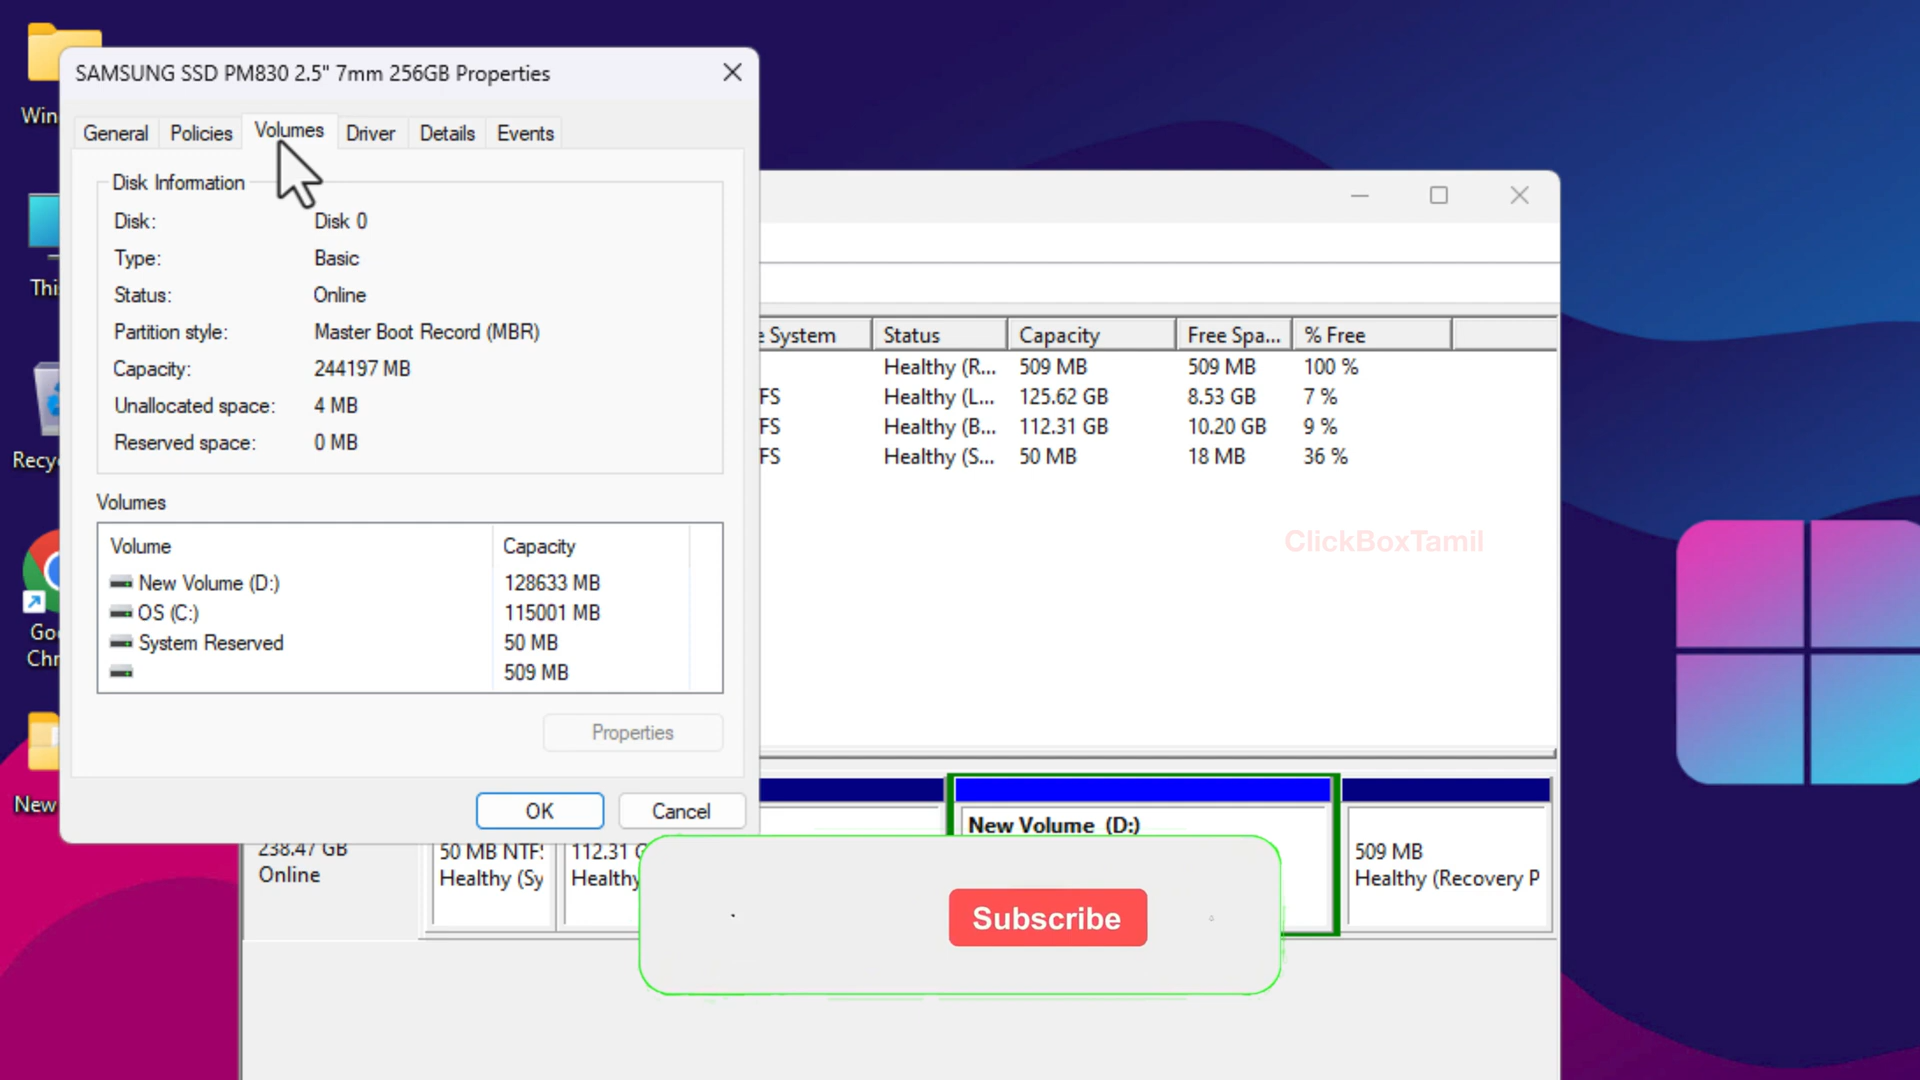 Win
This
Recy
Goo
Chr
New
SAMSUNG SSD PM830 2.5" 7mm 256GB Properties
General Policies Volumes Driver Details Events
Disk Information
Disk: Disk 0
Type: Basic
Status: Online
Partition style: Master Boot Record (MBR)
Capacity: 244197 MB
Unallocated space: 4 MB
Reserved space: 0 MB
Volumes
Volume Capacity
New Volume (D:) 128633 MB
OS (C:) 115001 MB
System Reserved 50 MB
509 MB
Properties
OK Cancel
e System Status Capacity Free Spa... % Free
Healthy (R... 509 MB 509 MB 100 %
FS Healthy (L... 125.62 GB 8.53 GB 7 %
FS Healthy (B... 112.31 GB 10.20 GB 9 %
FS Healthy (S... 50 MB 18 MB 36 %
ClickBoxTamil
238.47 GB
Online
50 MB NTF
Healthy (Sy
112.31 G
Healthy
New Volume (D:)
509 MB
Healthy (Recovery P
Subscribe